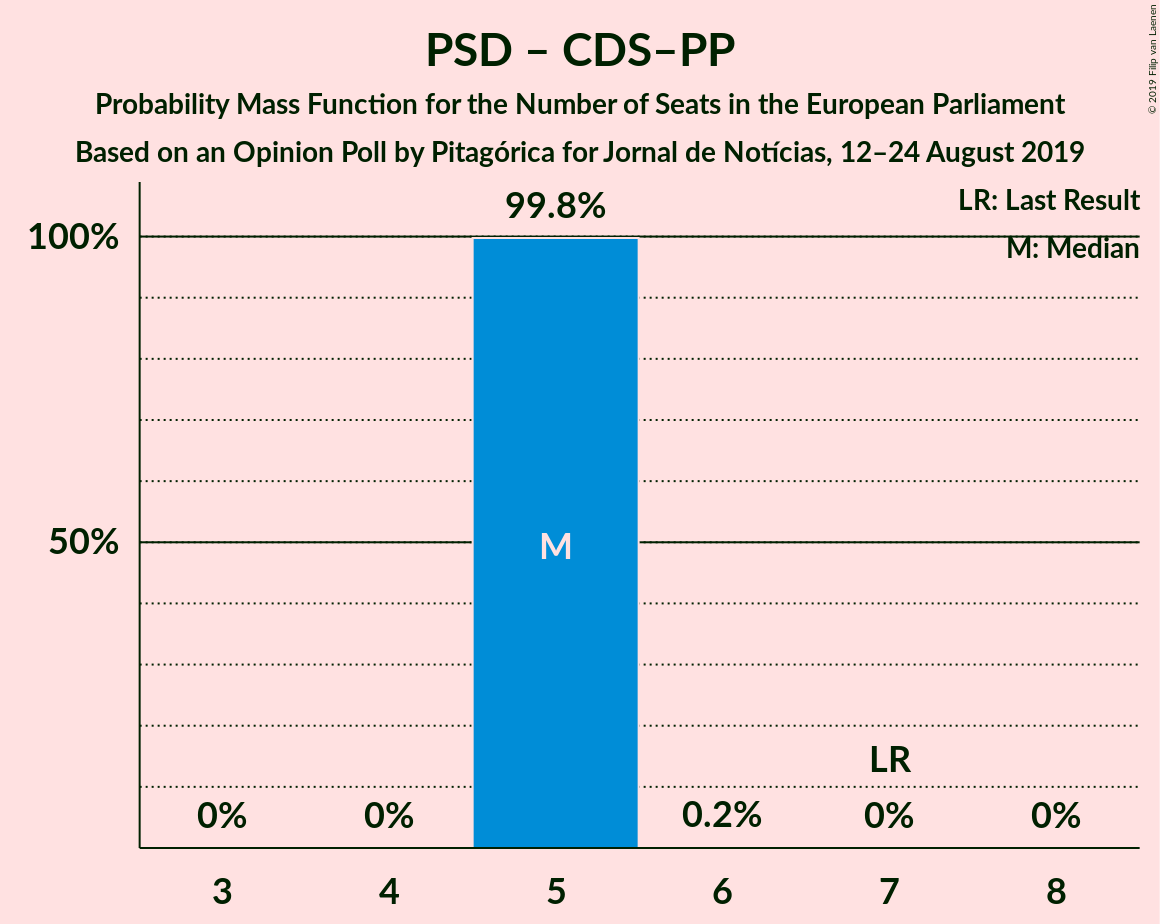 PSD – CDS–PP
Probability Mass Function for the Number of Seats in the European Parliament
Based on an Opinion Poll by Pitagórica for Jornal de Notícias, 12–24 August 2019
© 2019 Filip van Laenen
LR: Last Result
M: Median
99.8%
100%
50%
M
LR
0%
0%
0.2%
0%
0%
3
4
5
6
7
8